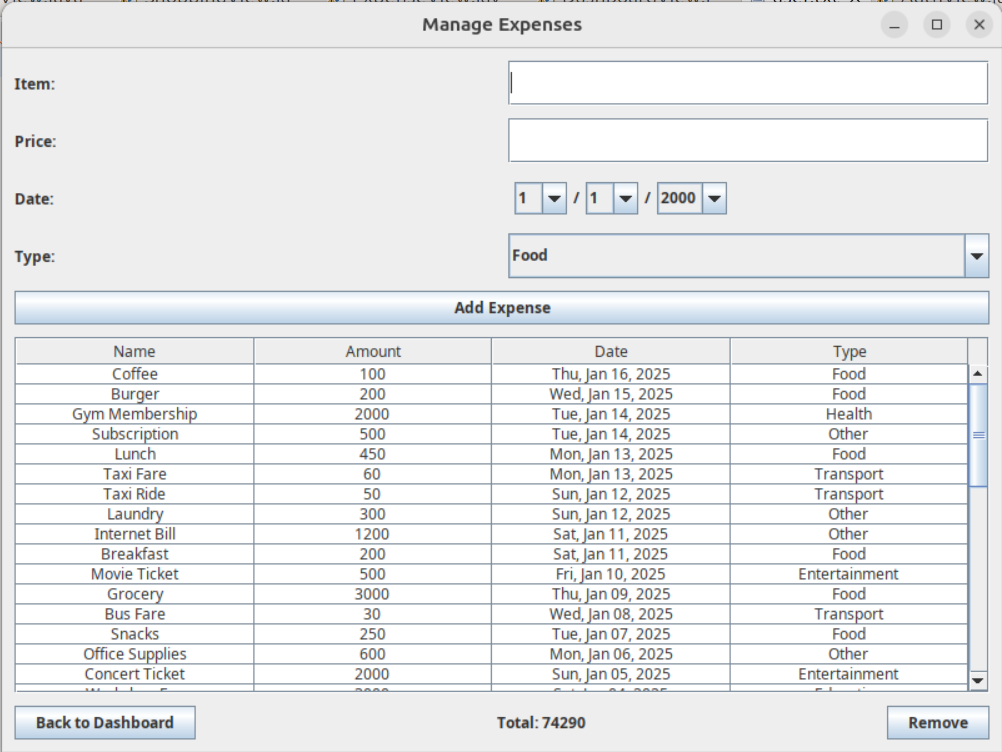 Manage Expenses
Item:
Price:
Date: 1 / 1 / 2000
Type: Food
Add Expense
Name Amount Date Type
Coffee 100 Thu, Jan 16, 2025 Food
Burger 200 Wed, Jan 15, 2025 Food
Gym Membership 2000 Tue, Jan 14, 2025 Health
Subscription 500 Tue, Jan 14, 2025 Other
Lunch 450 Mon, Jan 13, 2025 Food
Taxi Fare 60 Mon, Jan 13, 2025 Transport
Taxi Ride 50 Sun, Jan 12, 2025 Transport
Laundry 300 Sun, Jan 12, 2025 Other
Internet Bill 1200 Sat, Jan 11, 2025 Other
Breakfast 200 Sat, Jan 11, 2025 Food
Movie Ticket 500 Fri, Jan 10, 2025 Entertainment
Grocery 3000 Thu, Jan 09, 2025 Food
Bus Fare 30 Wed, Jan 08, 2025 Transport
Snacks 250 Tue, Jan 07, 2025 Food
Office Supplies 600 Mon, Jan 06, 2025 Other
Concert Ticket 2000 Sun, Jan 05, 2025 Entertainment
Back to Dashboard Total: 74290 Remove